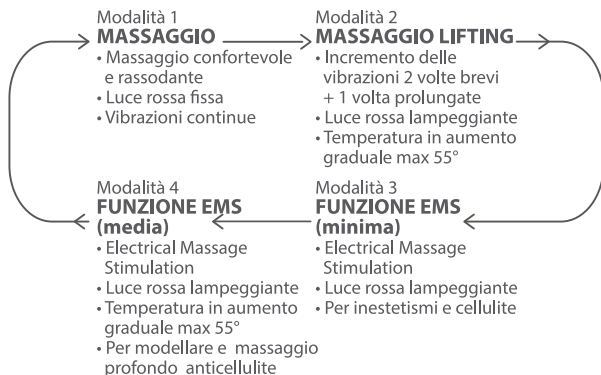 Modalità 1
MASSAGGIO
• Massaggio confortevole
e rassodante
• Luce rossa fissa
• Vibrazioni continue
Modalità 2
MASSAGGIO LIFTING
• Incremento delle
vibrazioni 2 volte brevi
+ 1 volta prolungate
• Luce rossa lampeggiante
• Temperatura in aumento
graduale max 55°
Modalità 4
FUNZIONE EMS
(media)
• Electrical Massage
Stimulation
• Luce rossa lampeggiante
• Temperatura in aumento
graduale max 55°
• Per modellare e massaggio
profondo anticellulite
Modalità 3
FUNZIONE EMS
(minima)
• Electrical Massage
Stimulation
• Luce rossa lampeggiante
• Per inestetismi e cellulite